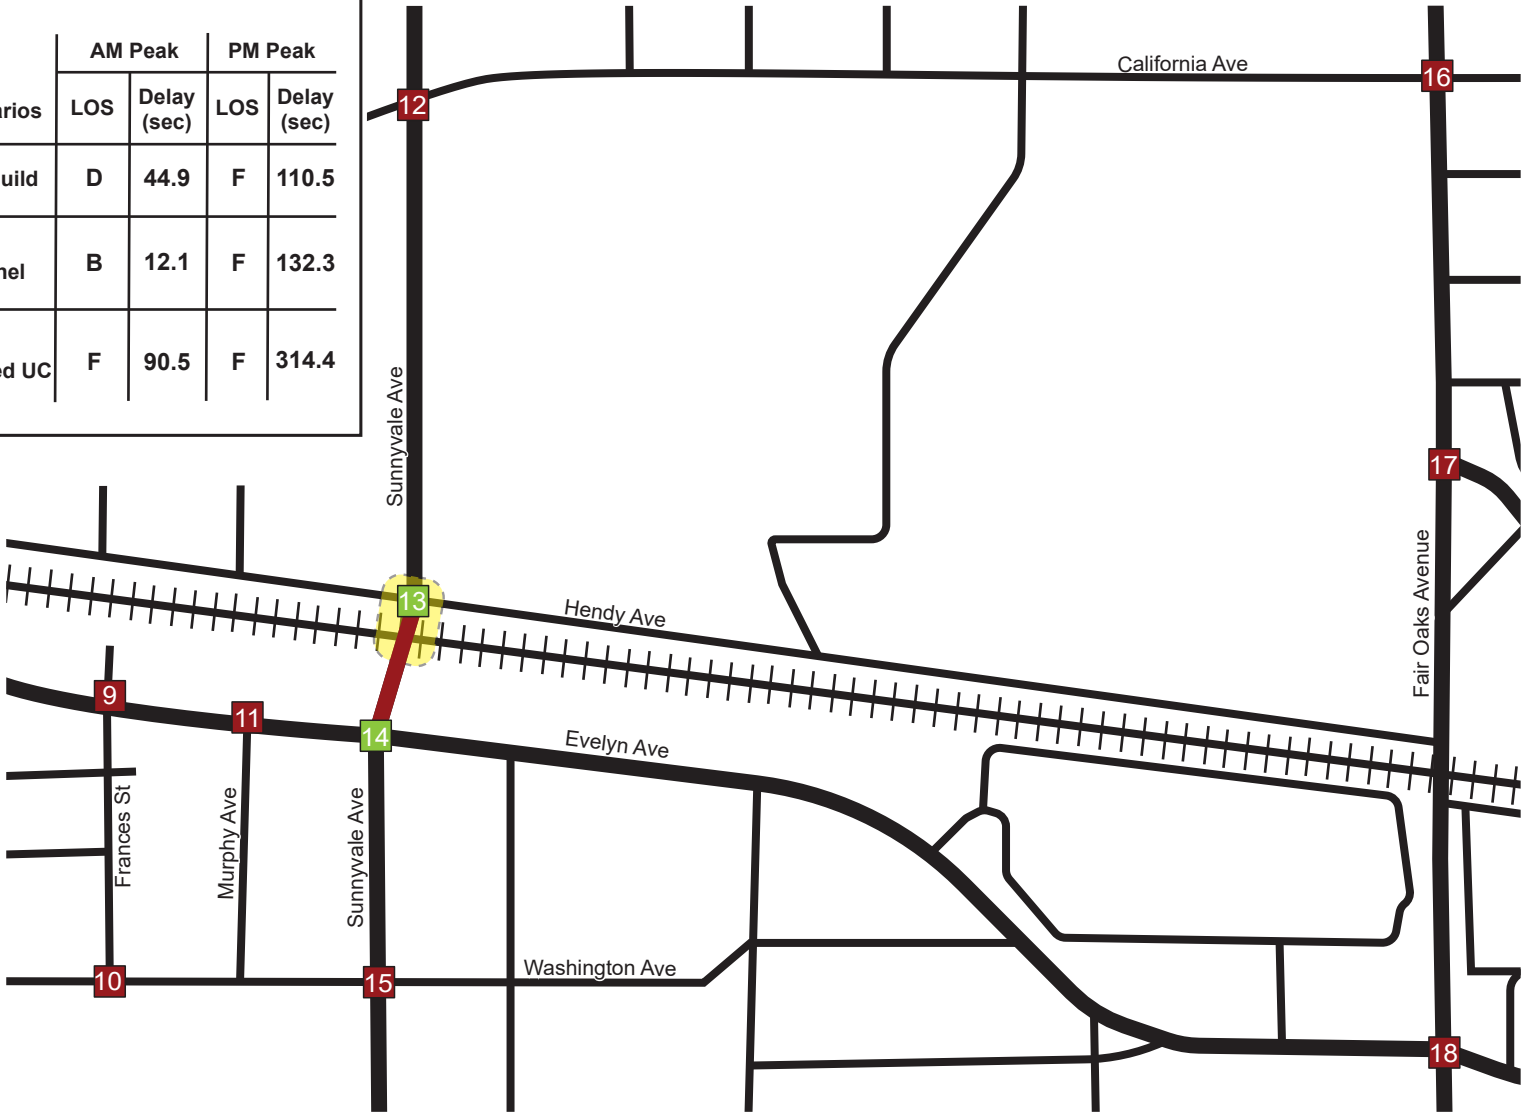 AM Peak PM Peak
arios LOS Delay (sec) LOS Delay (sec)
uild D 44.9 F 110.5
nel B 12.1 F 132.3
ed UC F 90.5 F 314.4
California Ave
12
16
Sunnyvale Ave
17
Fair Oaks Avenue
13
Hendy Ave
9
11
14
Evelyn Ave
Frances St
Murphy Ave
Sunnyvale Ave
Washington Ave
10
15
18